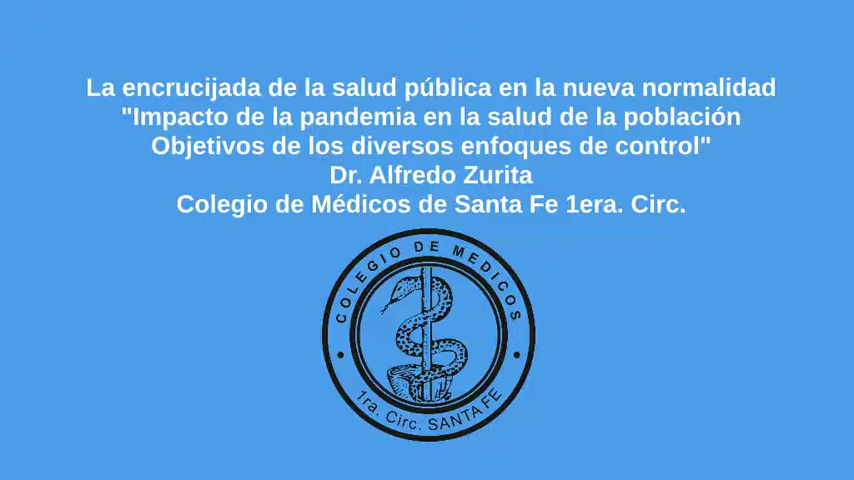 La encrucijada de la salud pública en la nueva normalidad
"Impacto de la pandemia en la salud de la población
Objetivos de los diversos enfoques de control"
Dr. Alfredo Zurita
Colegio de Médicos de Santa Fe 1era. Circ.
COLEGIO DE MEDICOS
1ra. Circ. SANTA FE